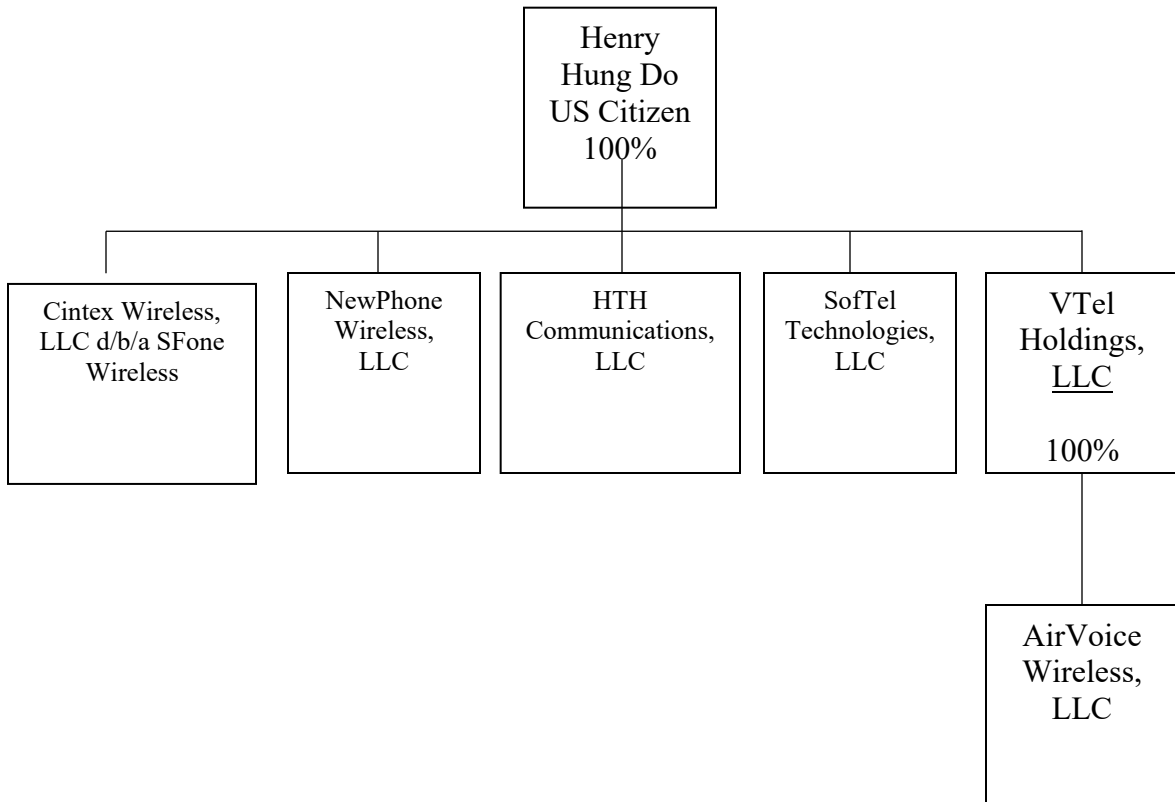 Henry
Hung Do
US Citizen
100%
Cintex Wireless,
LLC d/b/a SFone
Wireless
NewPhone
Wireless,
LLC
HTH
Communications,
LLC
SofTel
Technologies,
LLC
VTel
Holdings,
LLC
100%
AirVoice
Wireless,
LLC